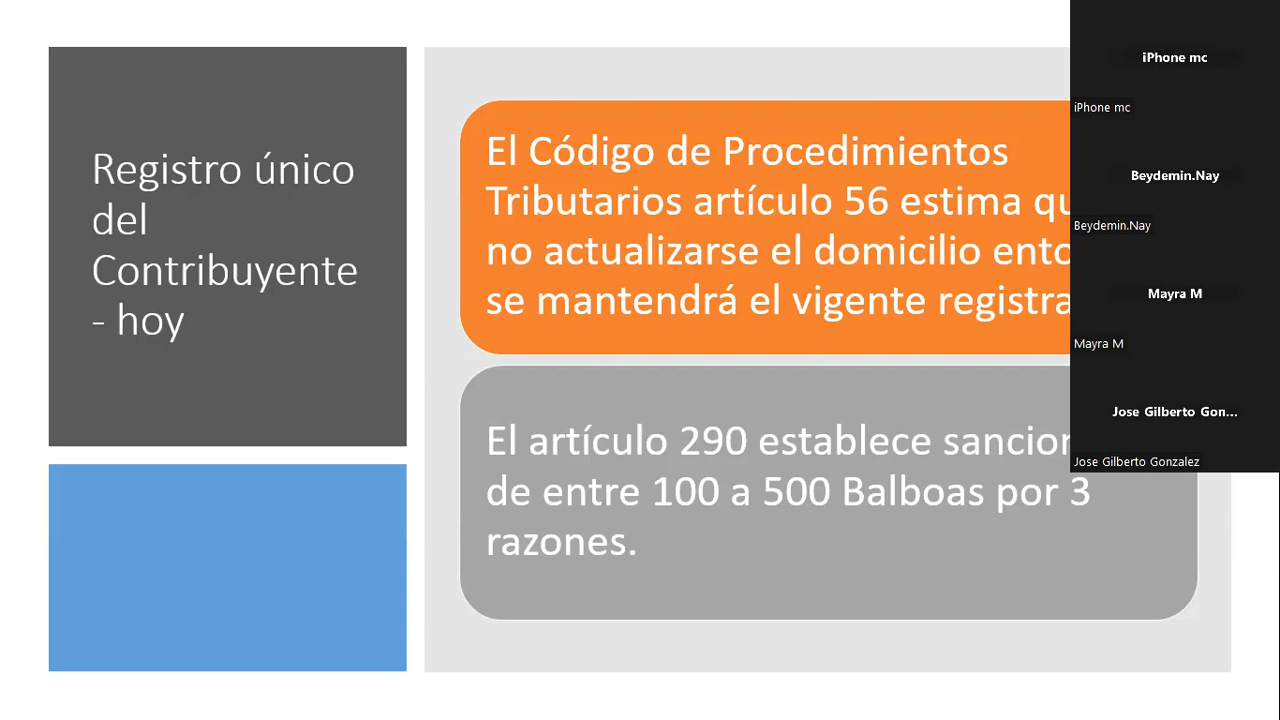 Registro único
del
Contribuyente
- hoy
El Código de Procedimientos
Tributarios artículo 56 estima
no actualizarse el domicilio
se mantendrá el vigente
El artículo 290 establece
de entre 100 a 500 Balboas por 3
razones.
iPhone mc
iPhone mc
Beydemin.Nay
Beydemin.Nay
Mayra M
Mayra M
Jose Gilberto Gon...
Jose Gilberto Gonzalez